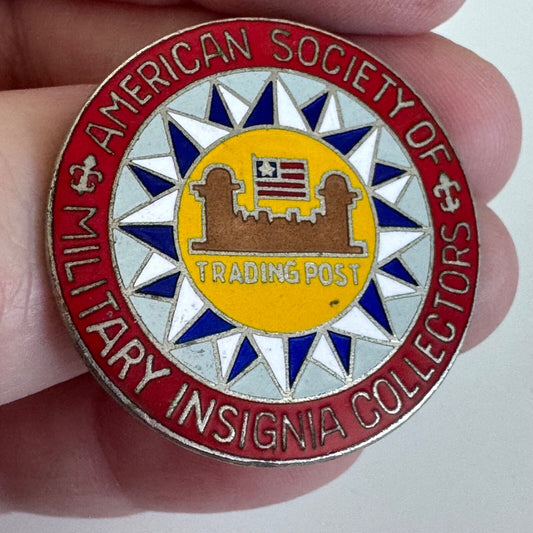 AMERICAN SOCIETY OF
MILITARY INSIGNIA COLLECTORS
TRADING POST